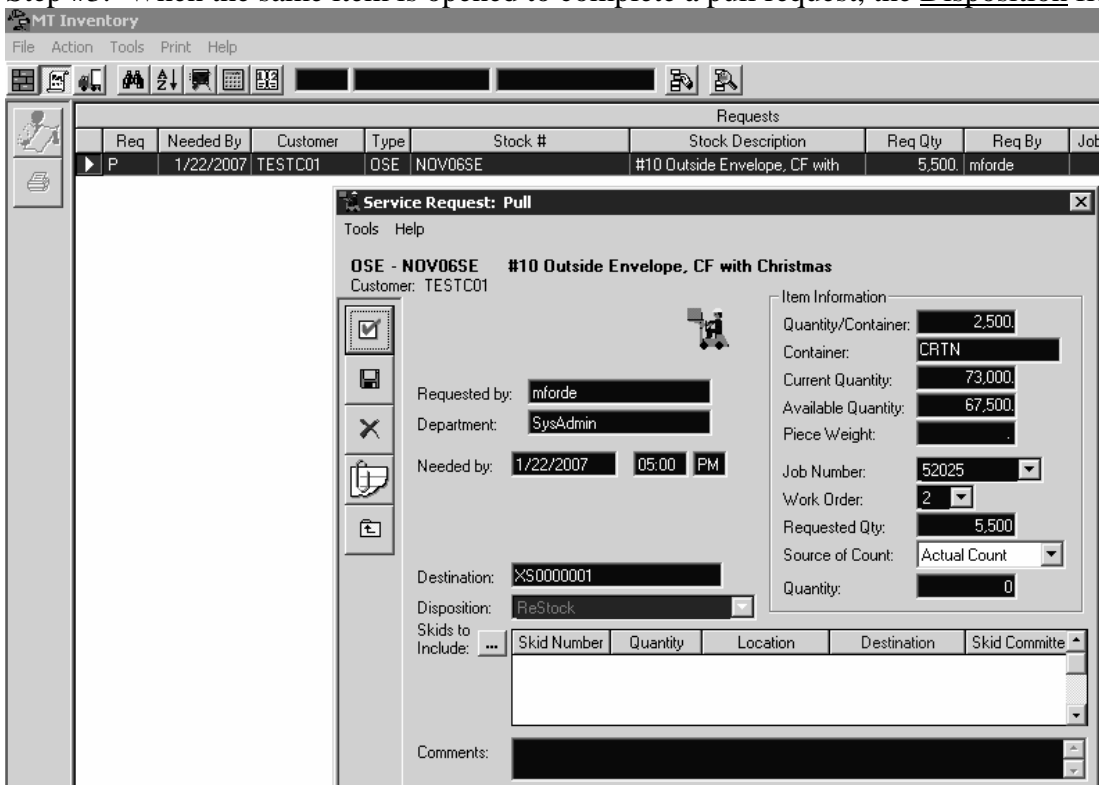 Step #3: When the same item is opened to complete a pull request, the Disposition
MT Inventory
File Action Tools Print Help
Requests
Req Needed By Customer Type Stock # Stock Description Req Qty Req By Job
P 1/22/2007 TESTC01 OSE NOV06SE #10 Outside Envelope, CF with 5,500. mforde
Service Request: Pull
Tools Help
OSE - NOV06SE #10 Outside Envelope, CF with Christmas
Customer: TESTC01
Item Information
Quantity/Container: 2,500.
Container: CRTN
Current Quantity: 73,000.
Requested by: mforde
Available Quantity: 67,500.
Department: SysAdmin
Piece Weight: .
Needed by: 1/22/2007 05:00 PM
Job Number: 52025
Work Order: 2
Requested Qty: 5,500
Source of Count: Actual Count
Destination: XS0000001
Quantity: 0
Disposition: ReStock
Skids to Include: ...
Skid Number Quantity Location Destination Skid Committe
Comments: